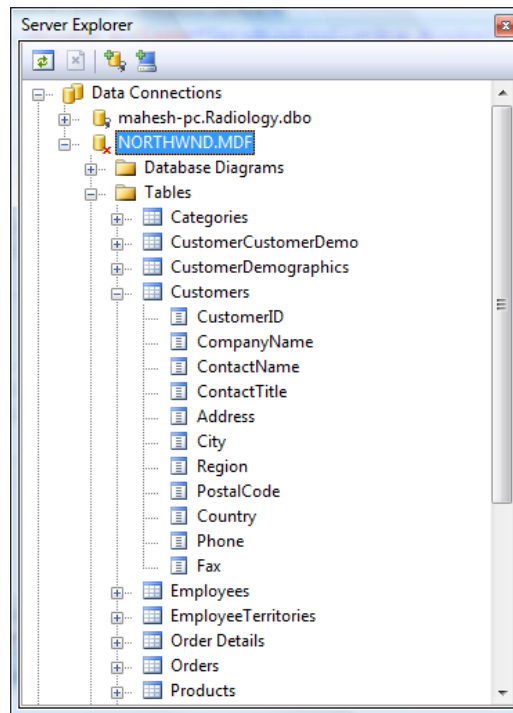 Server Explorer
Data Connections
mahesh-pc.Radiology.dbo
NORTHWND.MDF
Database Diagrams
Tables
Categories
CustomerCustomerDemo
CustomerDemographics
Customers
CustomerID
CompanyName
ContactName
ContactTitle
Address
City
Region
PostalCode
Country
Phone
Fax
Employees
EmployeeTerritories
Order Details
Orders
Products